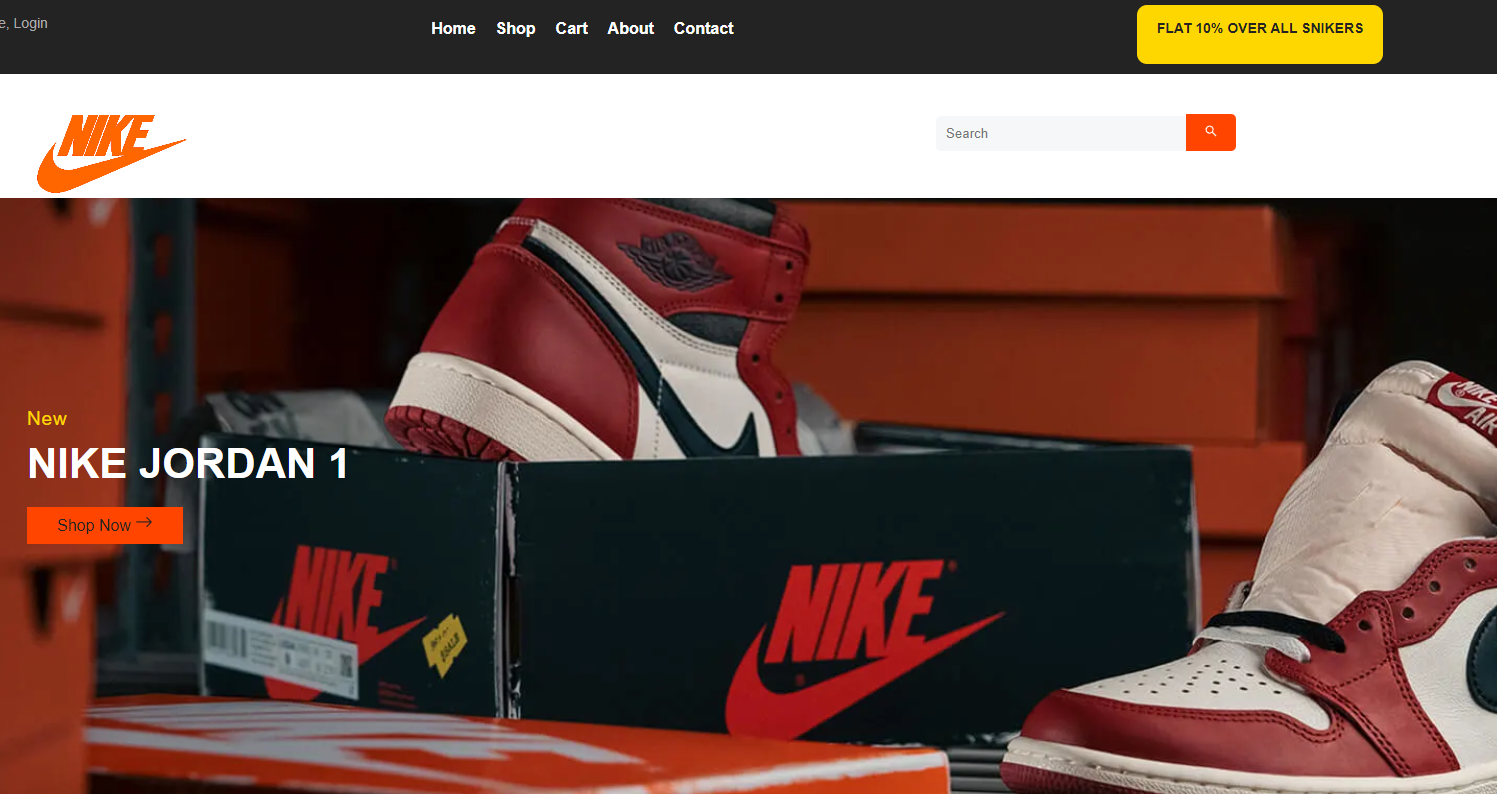 e, Login
Home Shop Cart About Contact
FLAT 10% OVER ALL SNIKERS
NIKE
Search
New
NIKE JORDAN 1
Shop Now
NIKE
NIKE
NIKE
AIR